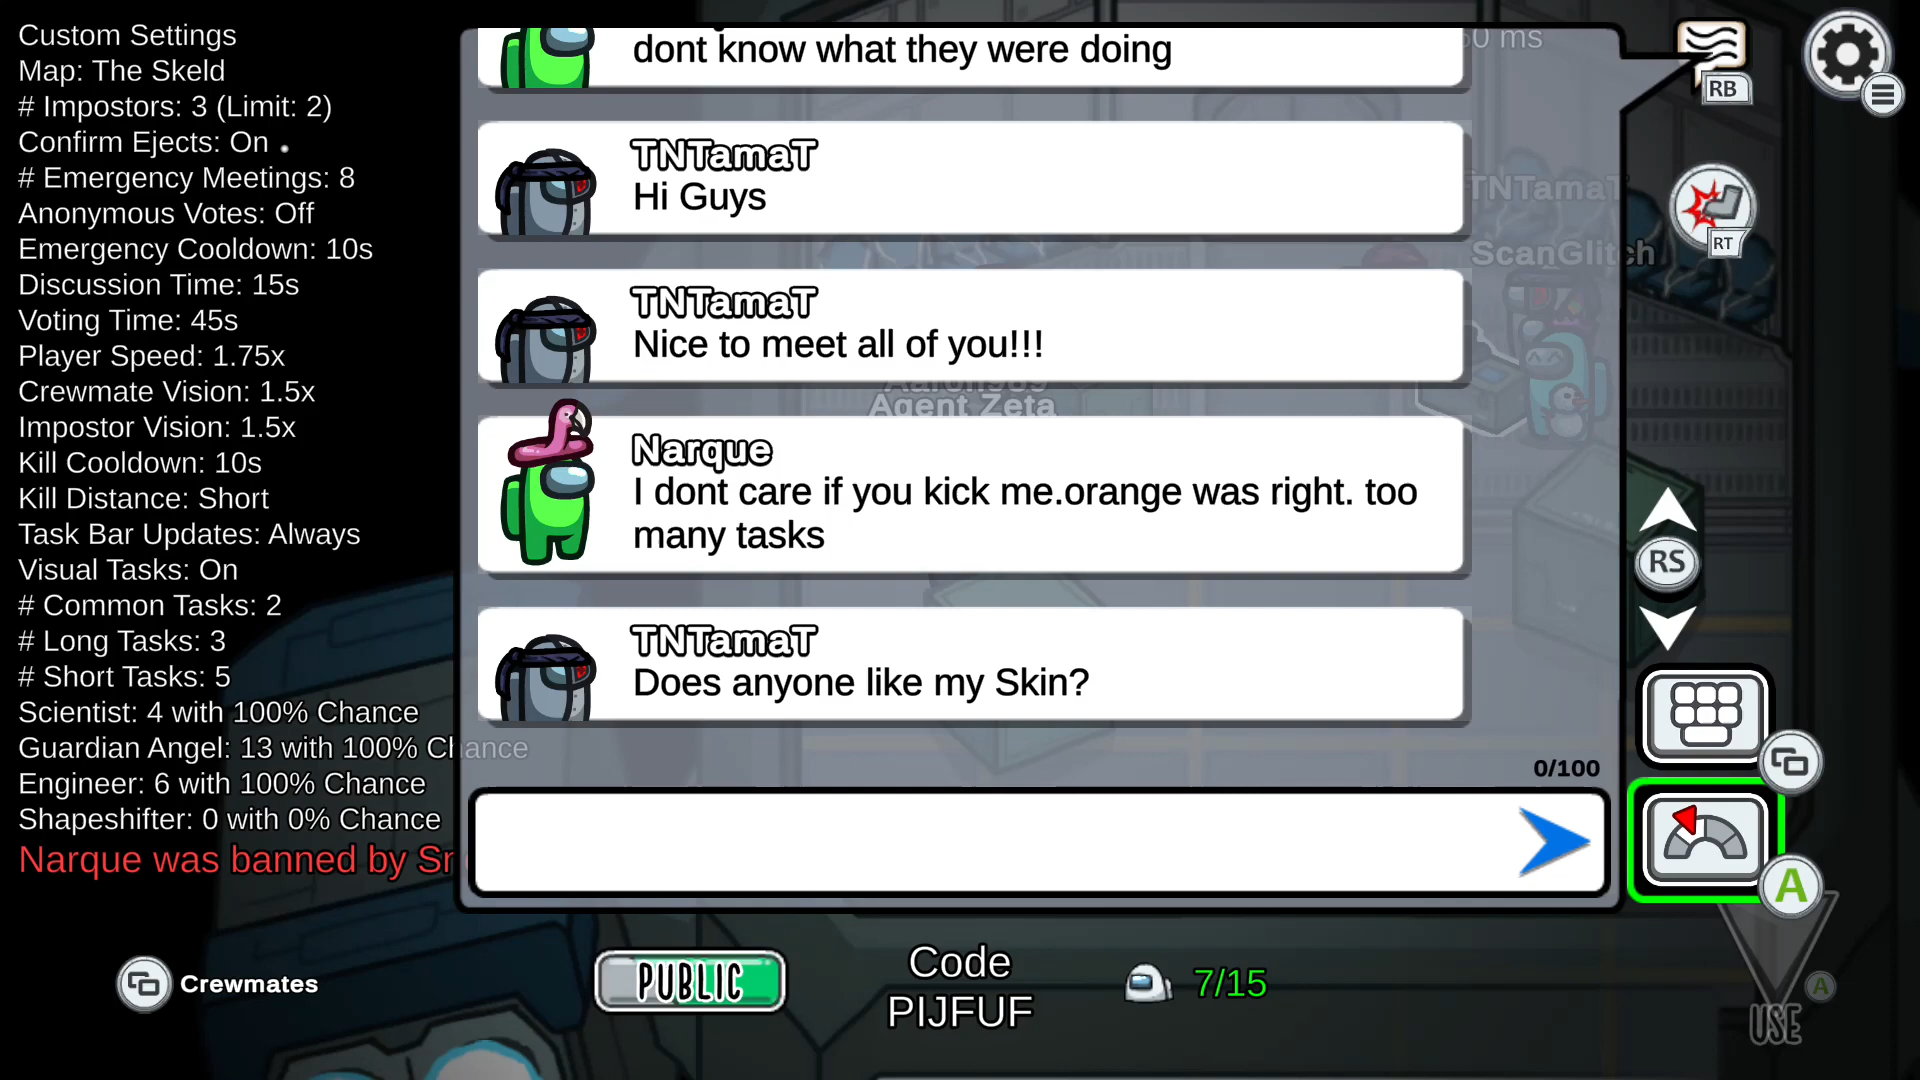 Custom Settings
Map: The Skeld
# Impostors: 3 (Limit: 2)
Confirm Ejects: On
# Emergency Meetings: 8
Anonymous Votes: Off
Emergency Cooldown: 10s
Discussion Time: 15s
Voting Time: 45s
Player Speed: 1.75x
Crewmate Vision: 1.5x
Impostor Vision: 1.5x
Kill Cooldown: 10s
Kill Distance: Short
Task Bar Updates: Always
Visual Tasks: On
# Common Tasks: 2
# Long Tasks: 3
# Short Tasks: 5
Scientist: 4 with 100% Chance
Guardian Angel: 13 with 100% Chance
Engineer: 6 with 100% Chance
Shapeshifter: 0 with 0% Chance
Narque was banned by
dont know what they were doing
TNTamaT
Hi Guys
TNTamaT
Nice to meet all of you!!!
Aaron989
Agent Zeta
Narque
I dont care if you kick me.orange was right. too
many tasks
TNTamaT
Does anyone like my Skin?
0/100
ms
RB
TNTamaT
RT
ScanGlitch
RS
A
Crewmates
PUBLIC
Code
PIJFUF
7/15
A
USE